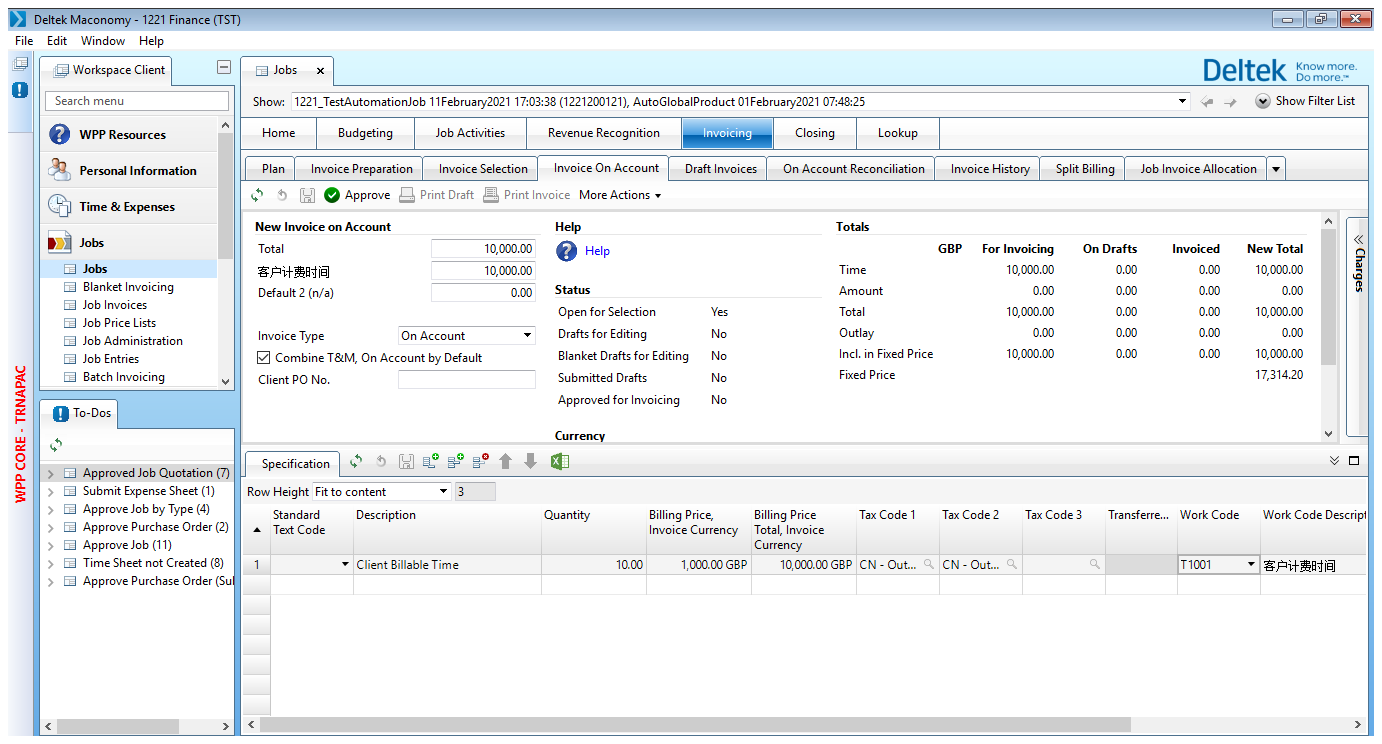 Deltek Maconomy - 1221 Finance (TST)
File Edit Window Help
Workspace Client
Search menu
WPP Resources
Personal Information
Time & Expenses
Jobs
Jobs
Blanket Invoicing
Job Invoices
Job Price Lists
Job Administration
Job Entries
Batch Invoicing
WPP CORE - TRNAPAC
To-Dos
Approved Job Quotation (7)
Submit Expense Sheet (1)
Approve Job by Type (4)
Approve Purchase Order (2)
Approve Job (11)
Time Sheet not Created (8)
Approve Purchase Order (Sul
Jobs x
Deltek Know more.
Do more.™
Show: 1221_TestAutomationJob 11February2021 17:03:38 (1221200121), AutoGlobalProduct 01February2021 07:48:25
Show Filter List
Home Budgeting Job Activities Revenue Recognition Invoicing Closing Lookup
Plan Invoice Preparation Invoice Selection Invoice On Account Draft Invoices On Account Reconciliation Invoice History Split Billing Job Invoice Allocation
Approve Print Draft Print Invoice More Actions
New Invoice on Account
Total 10,000.00
客户计费时间 10,000.00
Default 2 (n/a) 0.00
Invoice Type On Account
Combine T&M, On Account by Default
Client PO No.
Help
Help
Status
Open for Selection Yes
Drafts for Editing No
Blanket Drafts for Editing No
Submitted Drafts No
Approved for Invoicing No
Currency
Totals
GBP For Invoicing On Drafts Invoiced New Total
Time 10,000.00 0.00 0.00 10,000.00
Amount 0.00 0.00 0.00 0.00
Total 10,000.00 0.00 0.00 10,000.00
Outlay 0.00 0.00 0.00 0.00
Incl. in Fixed Price 10,000.00 0.00 0.00 10,000.00
Fixed Price 17,314.20
Charges
Specification
Row Height Fit to content 3
Standard Description Quantity Billing Price, Billing Price Tax Code 1 Tax Code 2 Tax Code 3 Transferre... Work Code Work Code Descript
Text Code Invoice Currency Total, Invoice
Currency
1 Client Billable Time 10.00 1,000.00 GBP 10,000.00 GBP CN - Out... CN - Out... T1001 客户计费时间